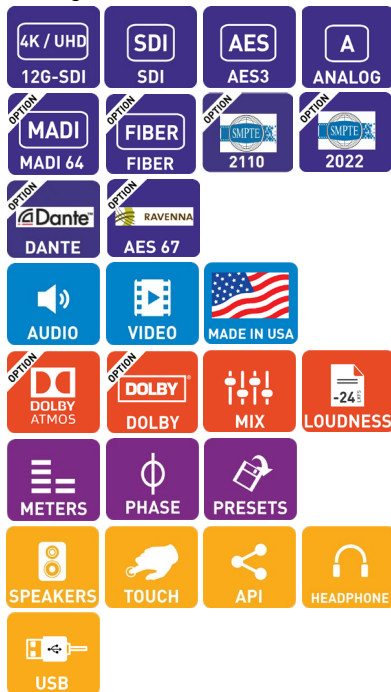 4K / UHD
12G-SDI
SDI
SDI
AES
AES3
A
ANALOG
OPTION
MADI
MADI 64
OPTION
FIBER
FIBER
OPTION
SMPTE
2110
OPTION
SMPTE
2022
OPTION
Dante™
DANTE
OPTION
RAVENNA
AES 67
AUDIO
VIDEO
MADE IN USA
OPTION
DOLBY
ATMOS
OPTION
DOLBY
DOLBY
MIX
-24
LOUDNESS
METERS
PHASE
PRESETS
SPEAKERS
TOUCH
API
HEADPHONE
USB